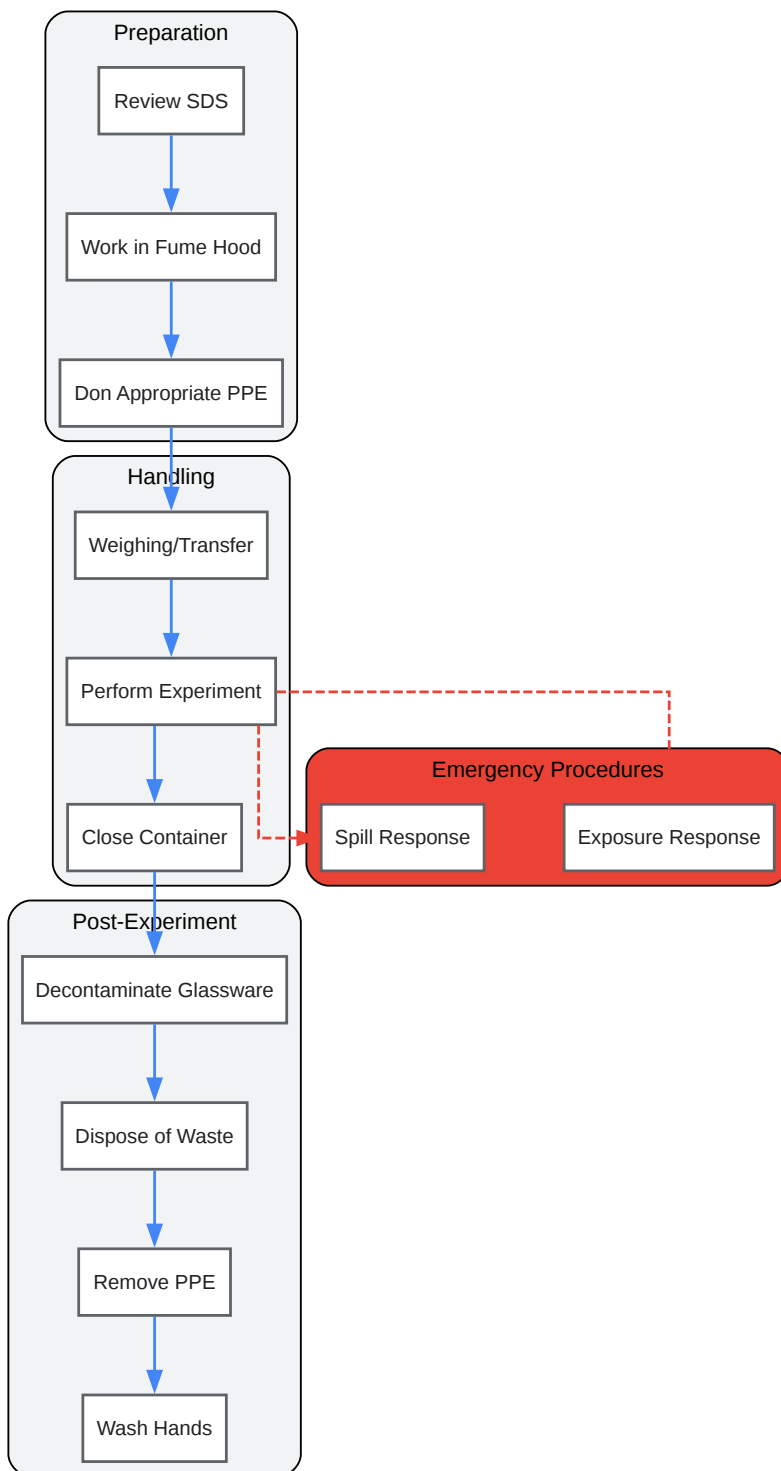 Preparation
Review SDS
Work in Fume Hood
Don Appropriate PPE
Handling
Weighing/Transfer
Perform Experiment
Close Container
Emergency Procedures
Spill Response
Exposure Response
Post-Experiment
Decontaminate Glassware
Dispose of Waste
Remove PPE
Wash Hands